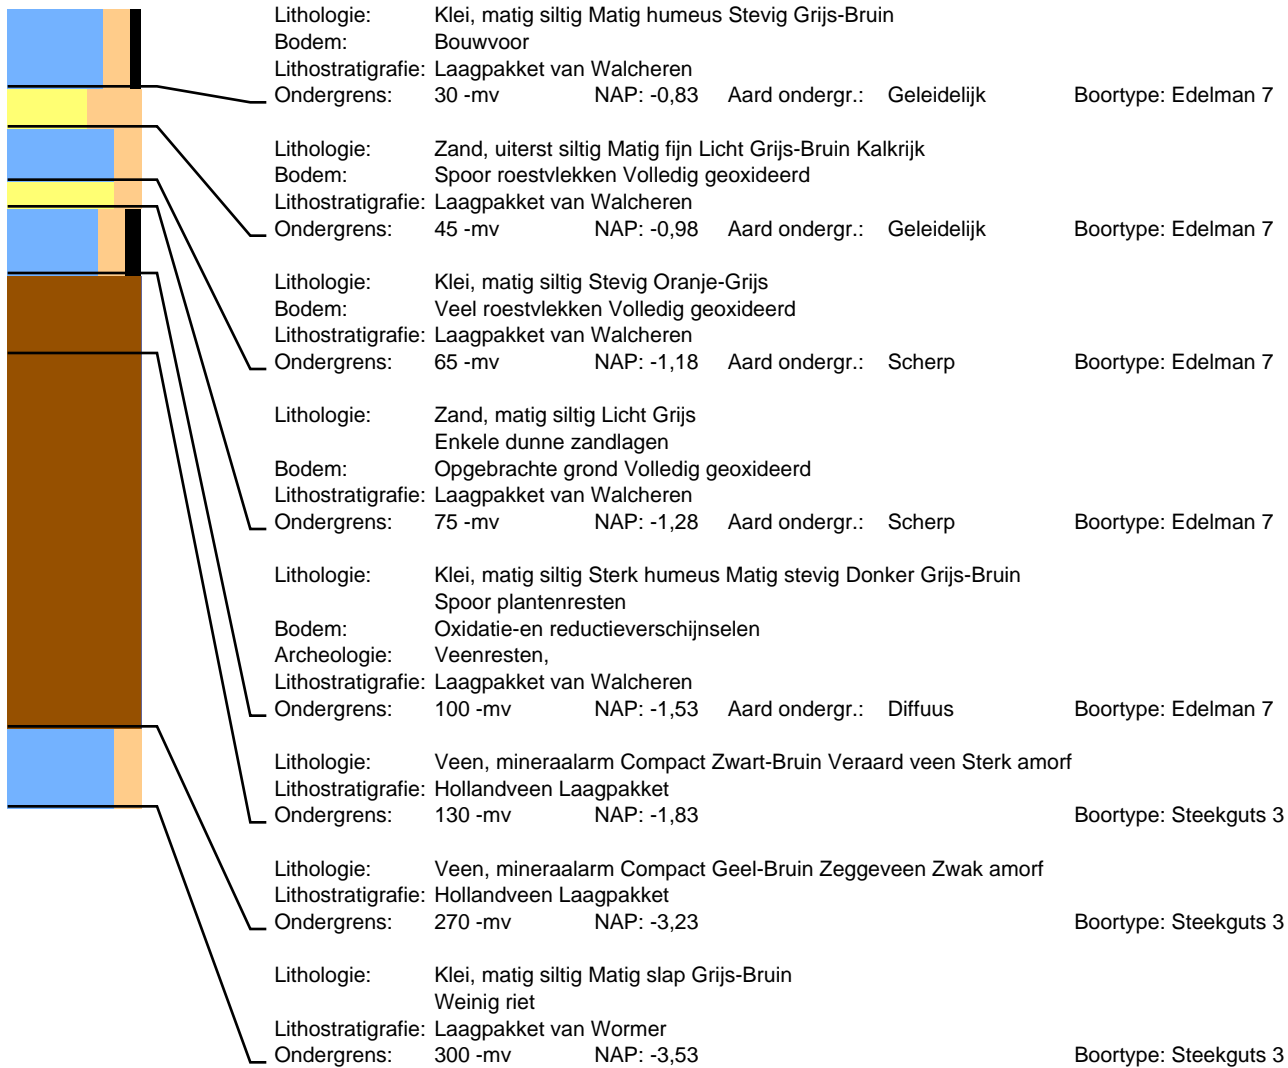 Lithologie: Klei, matig siltig Matig humeus Stevig Grijs-Bruin
Bodem: Bouwvoor
Lithostratigrafie: Laagpakket van Walcheren
Ondergrens: 30 -mv NAP: -0,83 Aard ondergr.: Geleidelijk Boortype: Edelman 7
Lithologie: Zand, uiterst siltig Matig fijn Licht Grijs-Bruin Kalkrijk
Bodem: Spoor roestvlekken Volledig geoxideerd
Lithostratigrafie: Laagpakket van Walcheren
Ondergrens: 45 -mv NAP: -0,98 Aard ondergr.: Geleidelijk Boortype: Edelman 7
Lithologie: Klei, matig siltig Stevig Oranje-Grijs
Bodem: Veel roestvlekken Volledig geoxideerd
Lithostratigrafie: Laagpakket van Walcheren
Ondergrens: 65 -mv NAP: -1,18 Aard ondergr.: Scherp Boortype: Edelman 7
Lithologie: Zand, matig siltig Licht Grijs
Enkele dunne zandlagen
Bodem: Opgebrachte grond Volledig geoxideerd
Lithostratigrafie: Laagpakket van Walcheren
Ondergrens: 75 -mv NAP: -1,28 Aard ondergr.: Scherp Boortype: Edelman 7
Lithologie: Klei, matig siltig Sterk humeus Matig stevig Donker Grijs-Bruin
Spoor plantenresten
Bodem: Oxidatie-en reductieverschijnselen
Archeologie: Veenresten,
Lithostratigrafie: Laagpakket van Walcheren
Ondergrens: 100 -mv NAP: -1,53 Aard ondergr.: Diffuus Boortype: Edelman 7
Lithologie: Veen, mineraalarm Compact Zwart-Bruin Veraard veen Sterk amorf
Lithostratigrafie: Hollandveen Laagpakket
Ondergrens: 130 -mv NAP: -1,83 Boortype: Steekguts 3
Lithologie: Veen, mineraalarm Compact Geel-Bruin Zeggeveen Zwak amorf
Lithostratigrafie: Hollandveen Laagpakket
Ondergrens: 270 -mv NAP: -3,23 Boortype: Steekguts 3
Lithologie: Klei, matig siltig Matig slap Grijs-Bruin
Weinig riet
Lithostratigrafie: Laagpakket van Wormer
Ondergrens: 300 -mv NAP: -3,53 Boortype: Steekguts 3